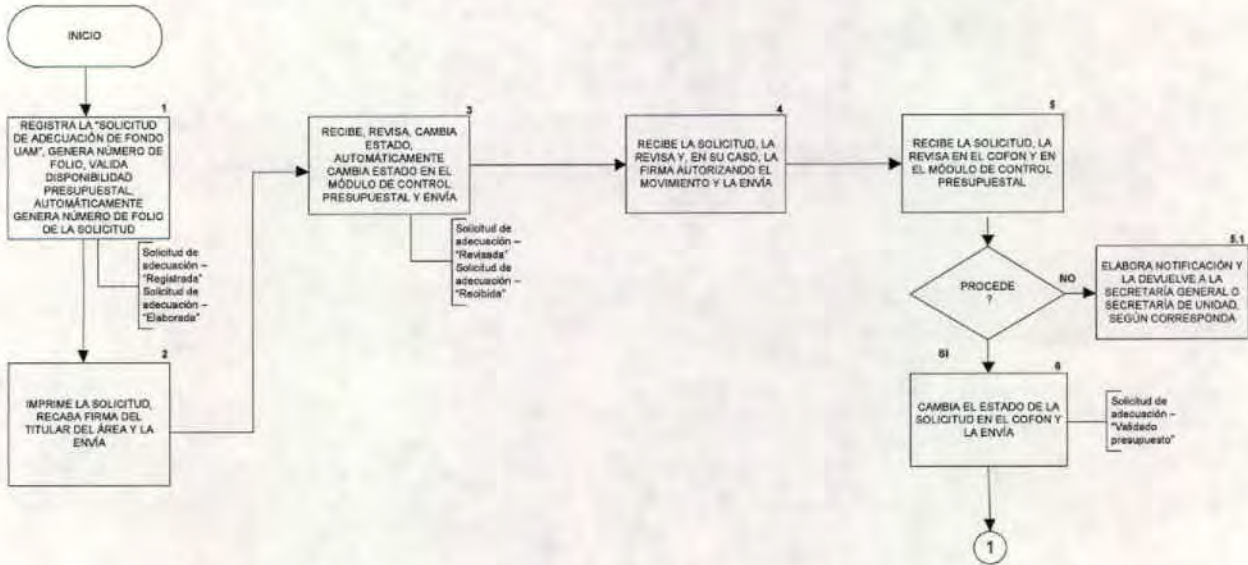 INICIO
1
REGISTRA LA "SOLICITUD
DE ADECUACIÓN DE FONDO
UAM", GENERA NÚMERO DE
FOLIO, VALIDA
DISPONIBILIDAD
PRESUPUESTAL,
AUTOMÁTICAMENTE
GENERA NÚMERO DE FOLIO
DE LA SOLICITUD
Solicitud de
adecuación –
"Registrada"
Solicitud de
adecuación –
"Elaborada"
2
IMPRIME LA SOLICITUD,
RECABA FIRMA DEL
TITULAR DEL ÁREA Y LA
ENVÍA
3
RECIBE, REVISA, CAMBIA
ESTADO,
AUTOMÁTICAMENTE
CAMBIA ESTADO EN EL
MÓDULO DE CONTROL
PRESUPUESTAL Y ENVÍA
Solicitud de
adecuación –
"Revisada"
Solicitud de
adecuación –
"Recibida"
4
RECIBE LA SOLICITUD, LA
REVISA Y, EN SU CASO, LA
FIRMA AUTORIZANDO EL
MOVIMIENTO Y LA ENVÍA
5
RECIBE LA SOLICITUD, LA
REVISA EN EL COFON Y EN
EL MÓDULO DE CONTROL
PRESUPUESTAL
PROCEDE
?
NO
5.1
ELABORA NOTIFICACIÓN Y
LA DEVUELVE A LA
SECRETARÍA GENERAL O
SECRETARÍA DE UNIDAD,
SEGÚN CORRESPONDA
SI
6
CAMBIA EL ESTADO DE LA
SOLICITUD EN EL COFON Y
LA ENVÍA
Solicitud de
adecuación –
"Validado
presupuesto"
1